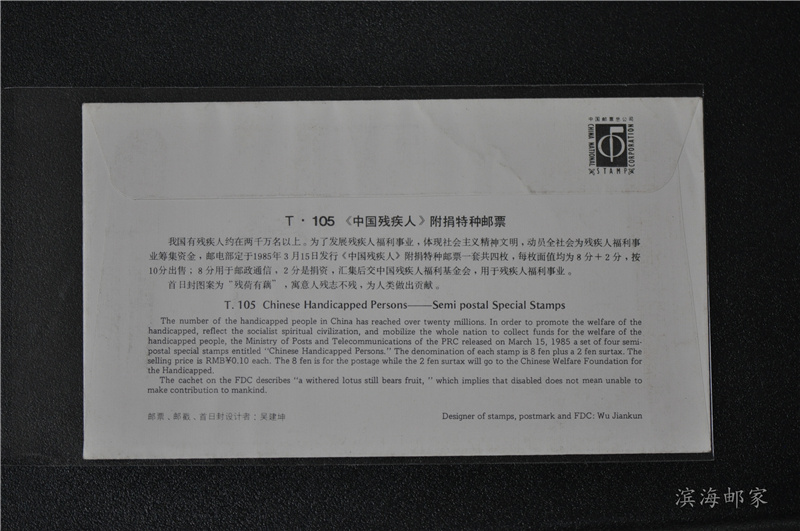 中国邮票总公司
CHINA NATIONAL
STAMP
CORPORATION
T·105 《中国残疾人》附捐特种邮票
我国有残疾人约在两千万名以上。为了发展残疾人福利事业，体现社会主义精神文明，动员全社会为残疾人福利事
业筹集资金，邮电部定于1985年3月15日发行《中国残疾人》附捐特种邮票一套共四枚，每枚面值均为8分+2分，按
10分出售；8分用于邮政通信，2分是捐资，汇集后交中国残疾人福利基金会，用于残疾人福利事业。
首日封图案为“残荷有藕”，寓意人残志不残，为人类做出贡献。
T. 105 Chinese Handicapped Persons——Semi postal Special Stamps
The number of the handicapped people in China has reached over twenty millions. In order to promote the welfare of the
handicapped, reflect the socialist spiritual civilization, and mobilize the whole society to collect funds for the welfare of the
handicapped people, the Ministry of Posts and Telecommunications of the PRC released on March 15, 1985 a set of four semi-
postal special stamps entitled "Chinese Handicapped Persons." The denomination of each stamp is 8 fen plus a 2 fen surtax. The
selling price is RMB¥0.10 each. The 8 fen is for the postage while the 2 fen surtax will go to the Chinese Welfare Foundation for
the Handicapped.
The cachet on the FDC describes "a withered lotus still bears fruit, " which implies that disabled does not mean unable to
make contribution to mankind.
邮票、邮戳、首日封设计者：吴建坤
Designer of stamps, postmark and FDC: Wu Jiankun
滨海邮家